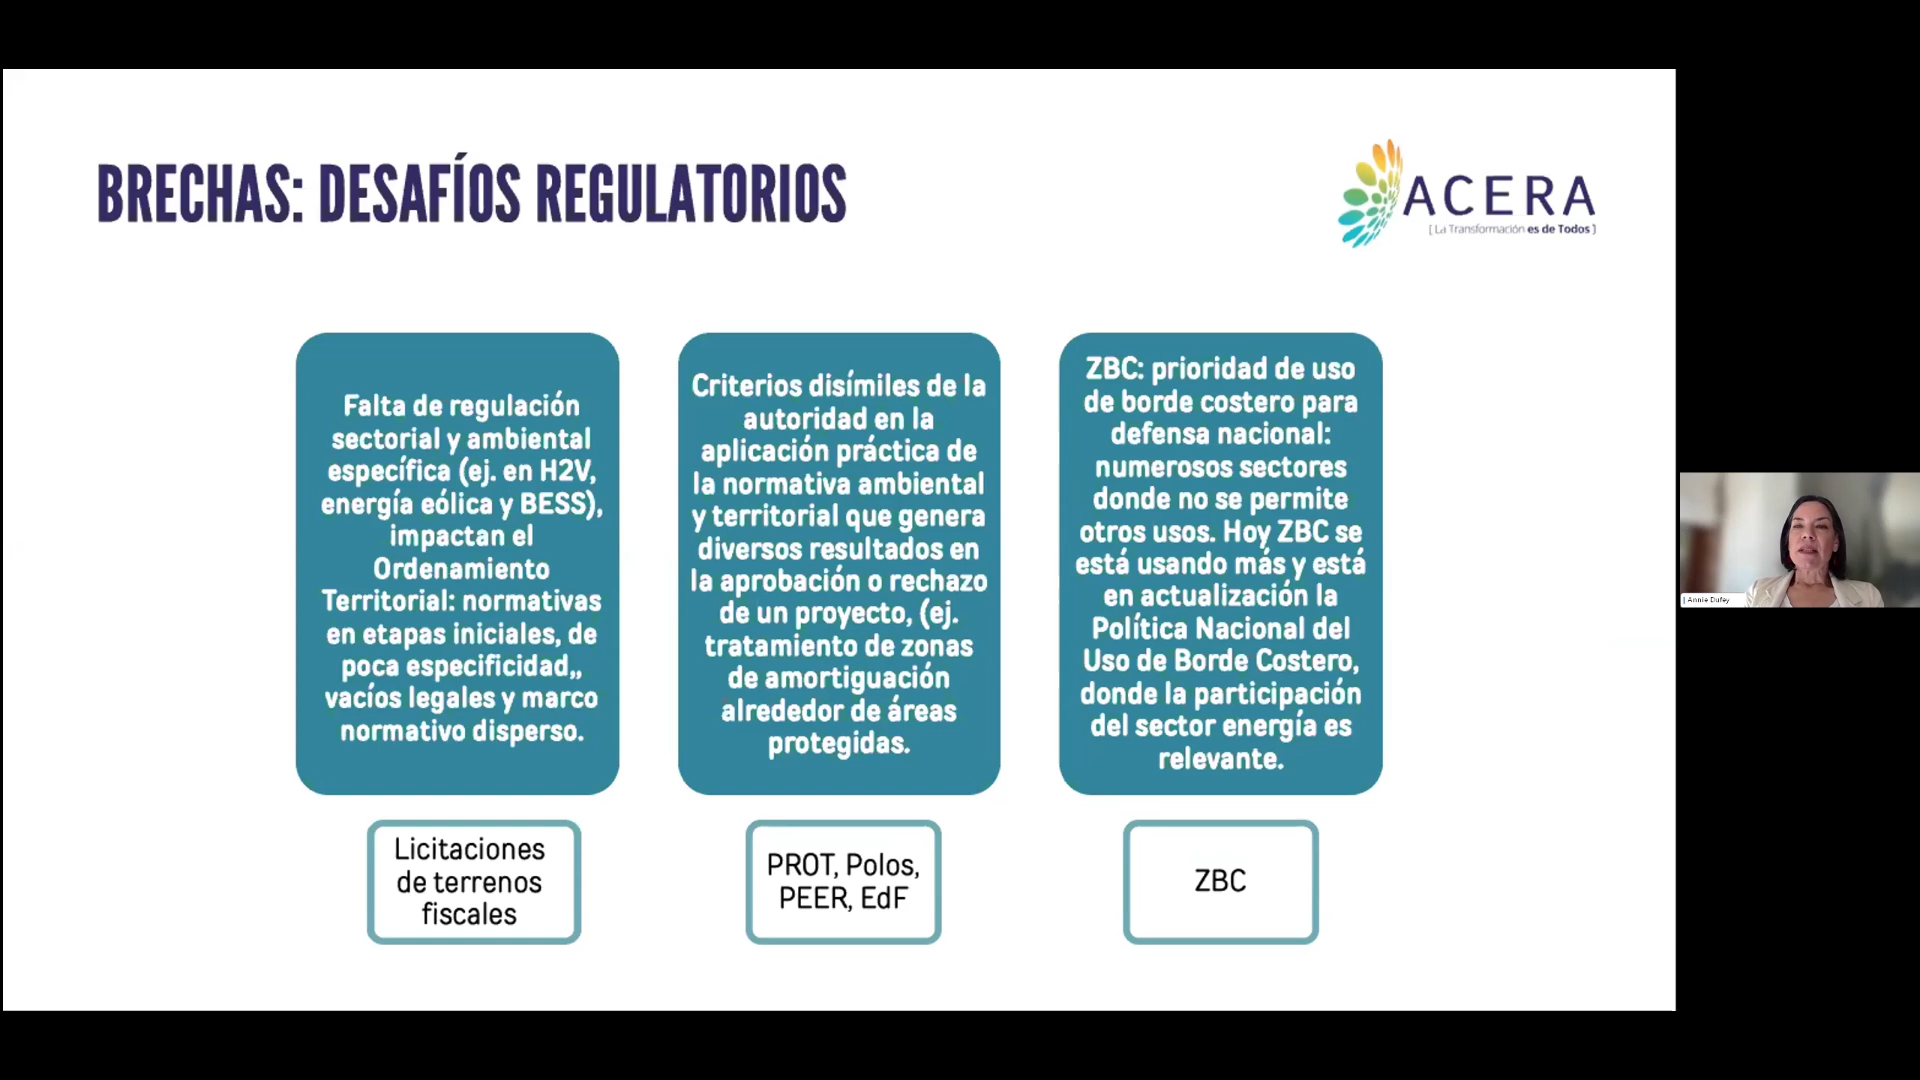 BRECHAS: DESAFÍOS REGULATORIOS
ACERA
[ La Transformación es de Todos ]
Falta de regulación
sectorial y ambiental
específica (ej. en H2V,
energía eólica y BESS),
impactan el
Ordenamiento
Territorial: normativas
en etapas iniciales, de
poca especificidad,,
vacíos legales y marco
normativo disperso.
Licitaciones
de terrenos
fiscales
Criterios disímiles de la
autoridad en la
aplicación práctica de
la normativa ambiental
y territorial que genera
diversos resultados en
la aprobación o rechazo
de un proyecto, (ej.
tratamiento de zonas
de amortiguación
alrededor de áreas
protegidas.
PROT, Polos,
PEER, EdF
ZBC: prioridad de uso
de borde costero para
defensa nacional:
numerosos sectores
donde no se permite
otros usos. Hoy ZBC se
está usando más y está
en actualización la
Política Nacional del
Uso de Borde Costero,
donde la participación
del sector energía es
relevante.
ZBC
Annie Dufey